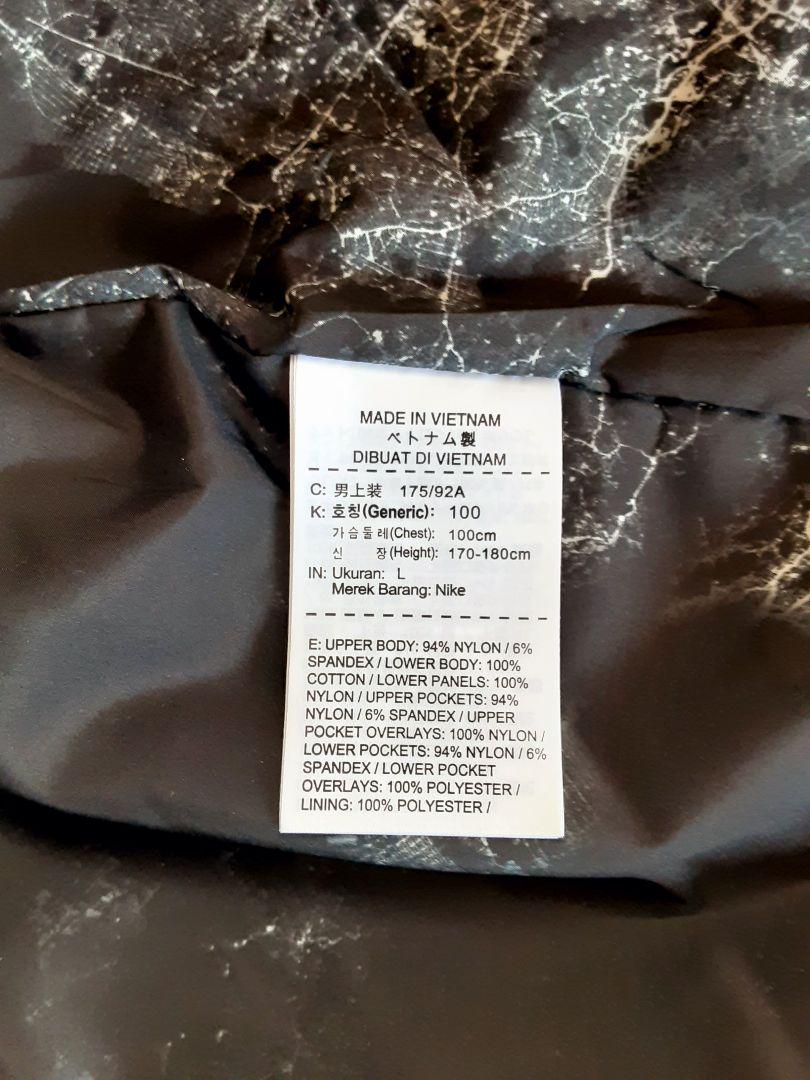 MADE IN VIETNAM
ベトナム製
DIBUAT DI VIETNAM
C: 男上装 175/92A
K: 호칭(Generic): 100
가슴둘레(Chest): 100cm
신 장(Height): 170-180cm
IN: Ukuran: L
Merek Barang: Nike
E: UPPER BODY: 94% NYLON / 6%
SPANDEX / LOWER BODY: 100%
COTTON / LOWER PANELS: 100%
NYLON / UPPER POCKETS: 94%
NYLON / 6% SPANDEX / UPPER
POCKET OVERLAYS: 100% NYLON /
LOWER POCKETS: 94% NYLON / 6%
SPANDEX / LOWER POCKET
OVERLAYS: 100% POLYESTER /
LINING: 100% POLYESTER /